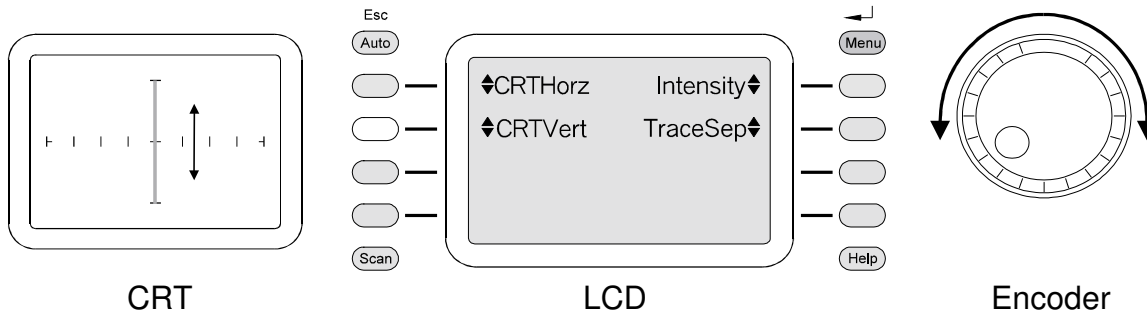 Esc
Auto
Menu
CRTHorz Intensity
CRTVert TraceSep
Scan
Help
CRT LCD Encoder